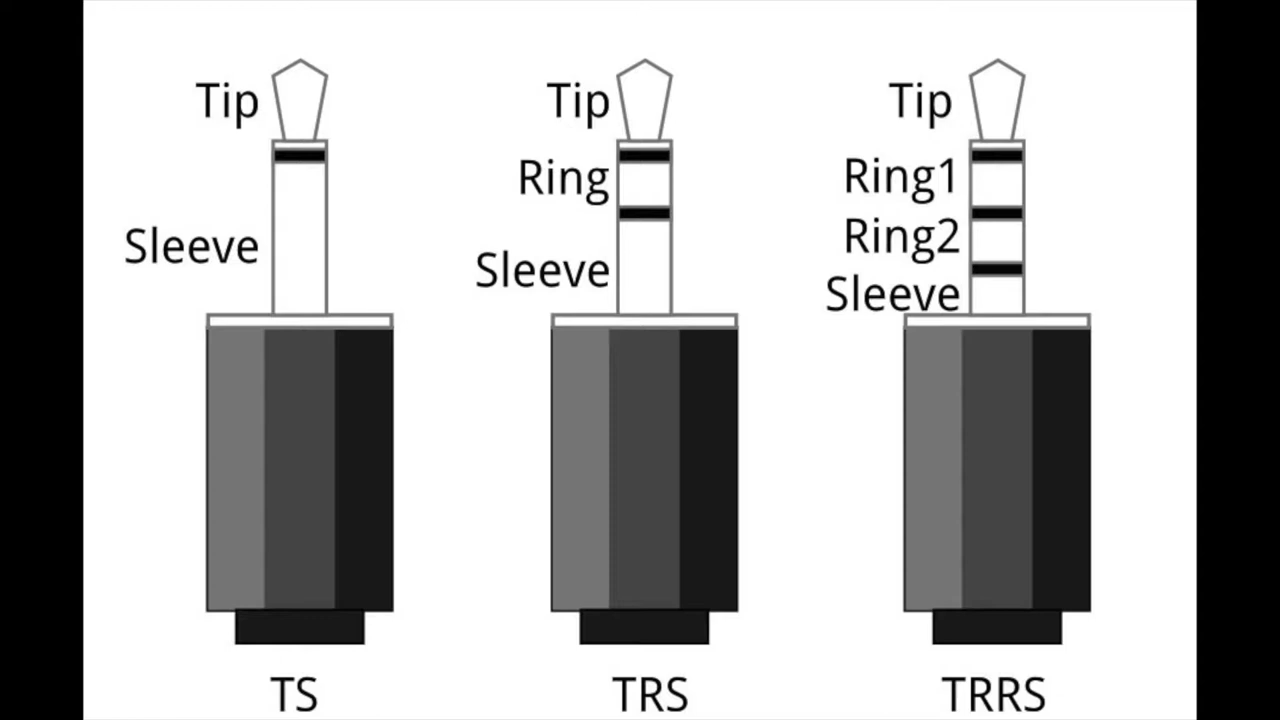 Tip
Sleeve
TS
Tip
Ring
Sleeve
TRS
Tip
Ring1
Ring2
Sleeve
TRRS